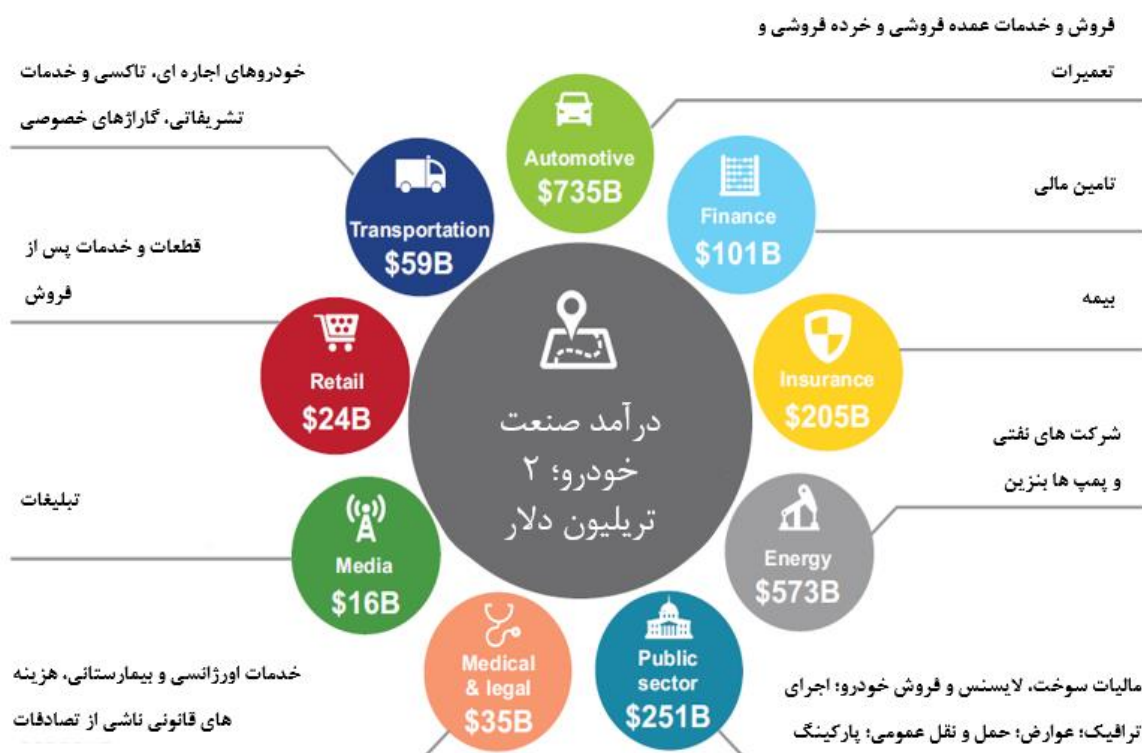 فروش و خدمات عمده فروشی و خرده فروشی و
تعمیرات
Automotive
$735B
تامین مالی
Finance
$101B
بیمه
Insurance
$205B
شرکت های نفتی
و پمپ ها بنزین
Energy
$573B
مالیات سوخت، لایسنس و فروش خودرو؛ اجرای
ترافیک؛ عوارض؛ حمل و نقل عمومی؛ پارکینگ
Public
sector
$251B
خدمات اورژانسی و بیمارستانی، هزینه
های قانونی ناشی از تصادفات
Medical
& legal
$35B
تبلیغات
Media
$16B
قطعات و خدمات پس از
فروش
Retail
$24B
خودروهای اجاره ای، تاکسی و خدمات
تشریفاتی، گاراژهای خصوصی
Transportation
$59B
درآمد صنعت
خودرو؛ ۲
تریلیون دلار